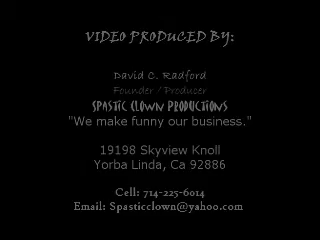 VIDEO PRODUCED BY:
David C. Radford
Founder / Producer
SPASTIC CLOWN PRODUCTIONS
"We make funny our business."
19198 Skyview Knoll
Yorba Linda, Ca 92886
Cell: 714-225-6014
Email: Spasticclown@yahoo.com